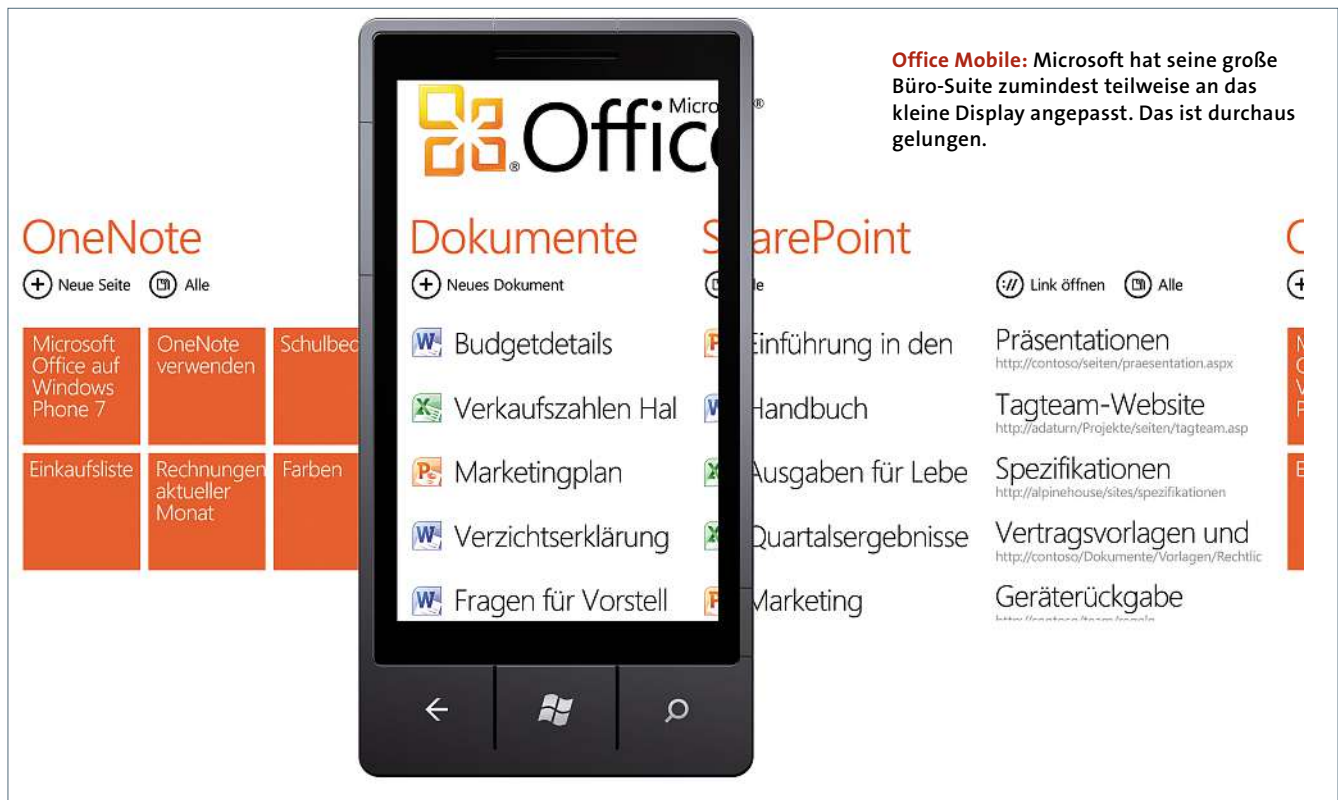 Office Mobile: Microsoft hat seine große
Büro-Suite zumindest teilweise an das
kleine Display angepasst. Das ist durchaus
gelungen.
Micro ®
Offic
OneNote
Neue Seite
Alle
Microsoft
Office auf
Windows
Phone 7
OneNote
verwenden
Schulbed
Einkaufsliste
Rechnungen
aktueller
Monat
Farben
Dokumente
Neues Dokument
Budgetdetails
Verkaufszahlen Hal
Marketingplan
Verzichtserklärung
Fragen für Vorstell
S arePoint
le
Einführung in den
Handbuch
Ausgaben für Lebe
Quartalsergebnisse
Marketing
Link öffnen
Alle
Präsentationen
http://contoso/seiten/praesentation.aspx
Tagteam-Website
http://adaturn/Projekte/seiten/tagteam.asp
Spezifikationen
http://alpinehouse/sites/spezifikationen
Vertragsvorlagen und
http://contoso/Dokumente/Vorlagen/Rechtlic
Geräterückgabe